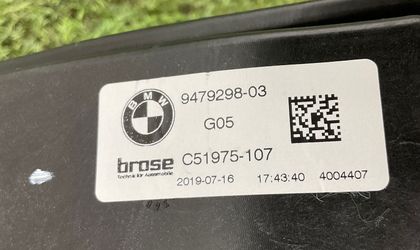 BMW
9479298-03
G05
brose
Technik für Automobile
C51975-107
2019-07-16 17:43:40 4004407